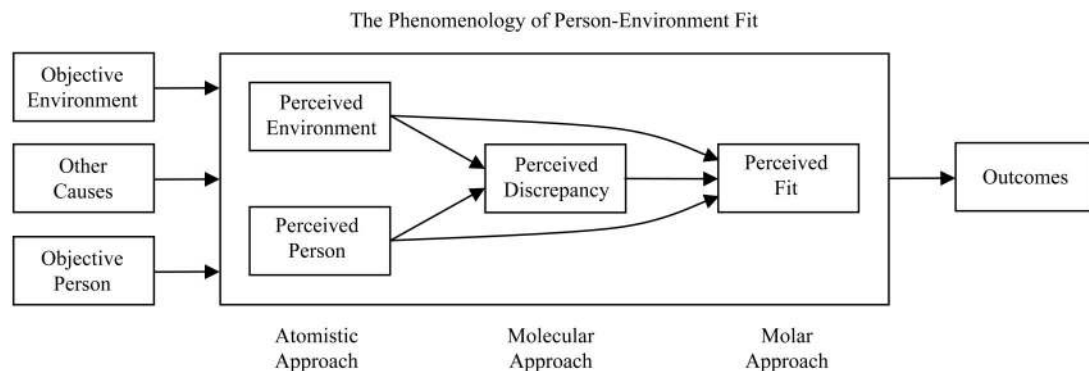 The Phenomenology of Person-Environment Fit
Objective
Environment
Other
Causes
Objective
Person
Perceived
Environment
Perceived
Person
Perceived
Discrepancy
Perceived
Fit
Outcomes
Atomistic
Approach
Molecular
Approach
Molar
Approach